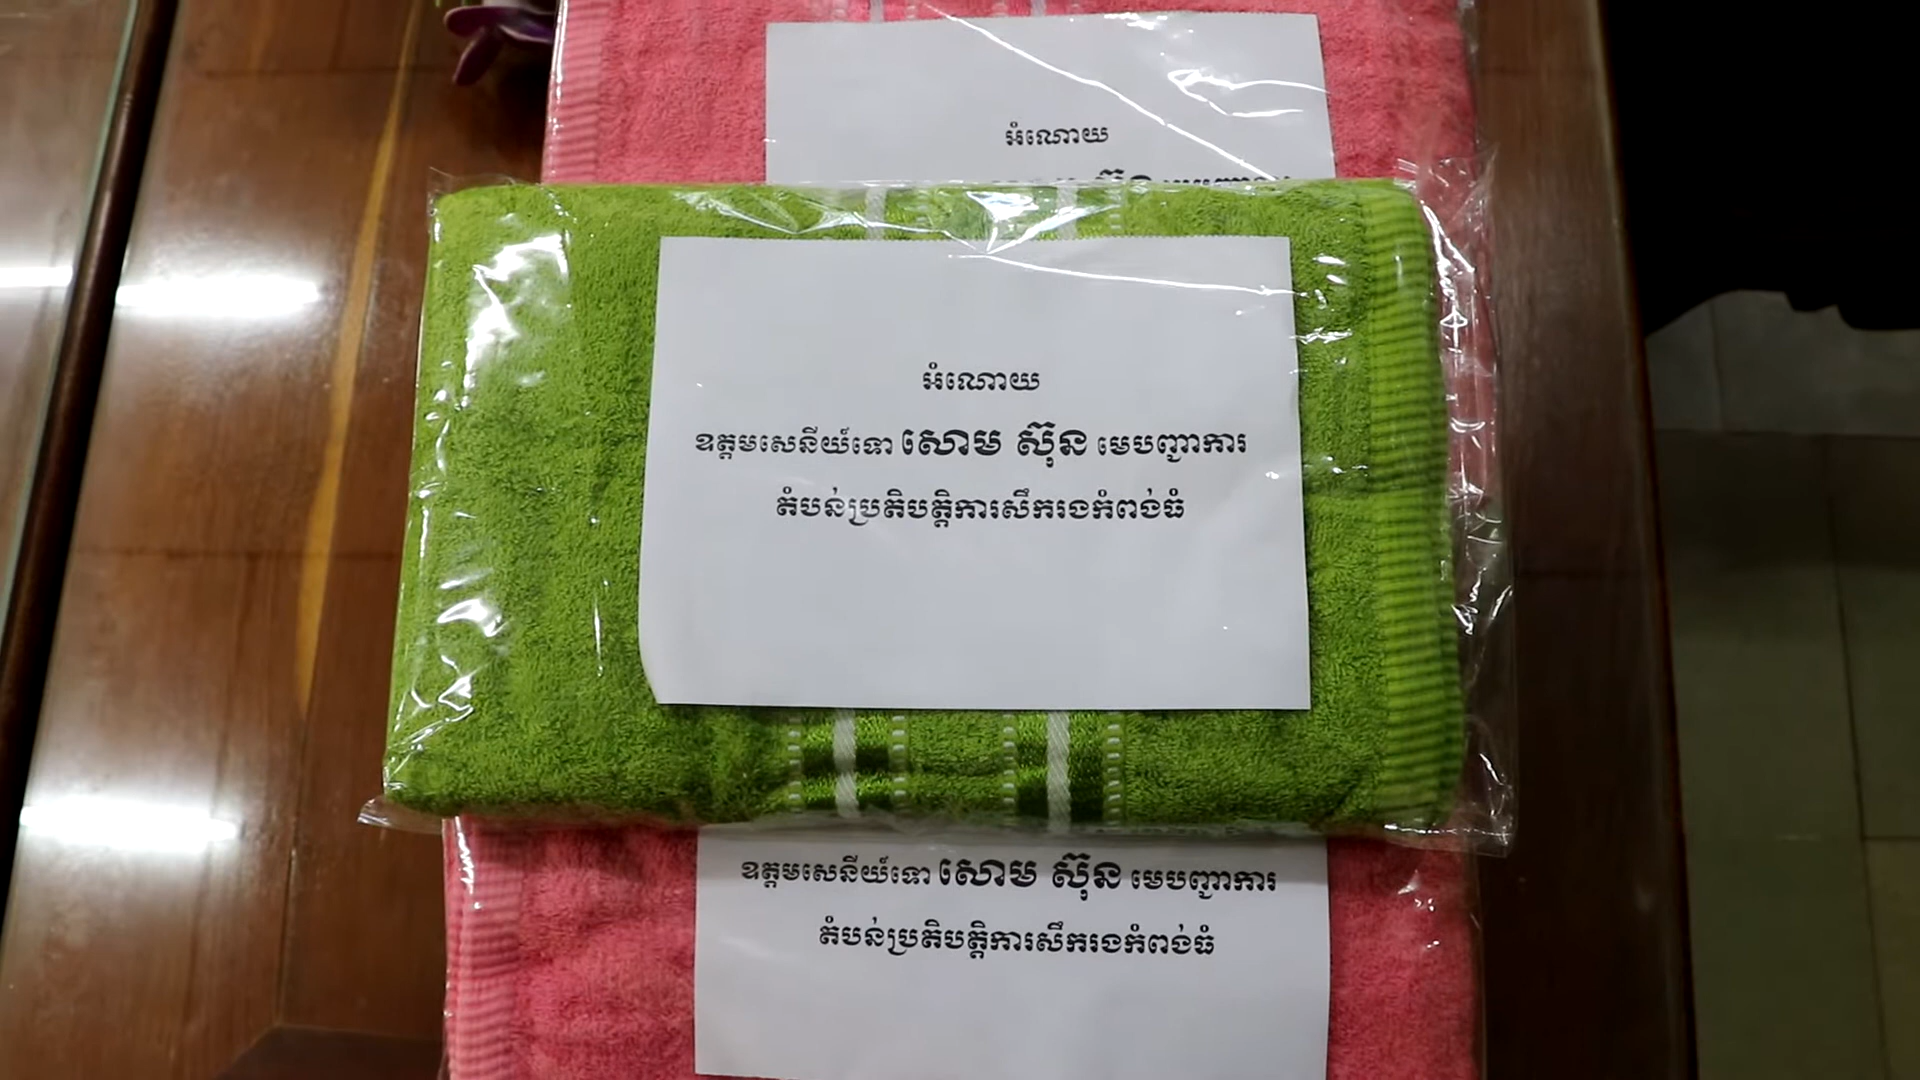 អំណោយ
អំណោយ
ឧត្តមសេនីយ៍ទោ សោម ស៊ុន មេបញ្ជាការ
តំបន់ប្រតិបត្តិការសឹករងកំពង់ធំ
ឧត្តមសេនីយ៍ទោ សោម ស៊ុន មេបញ្ជាការ
តំបន់ប្រតិបត្តិការសឹករងកំពង់ធំ